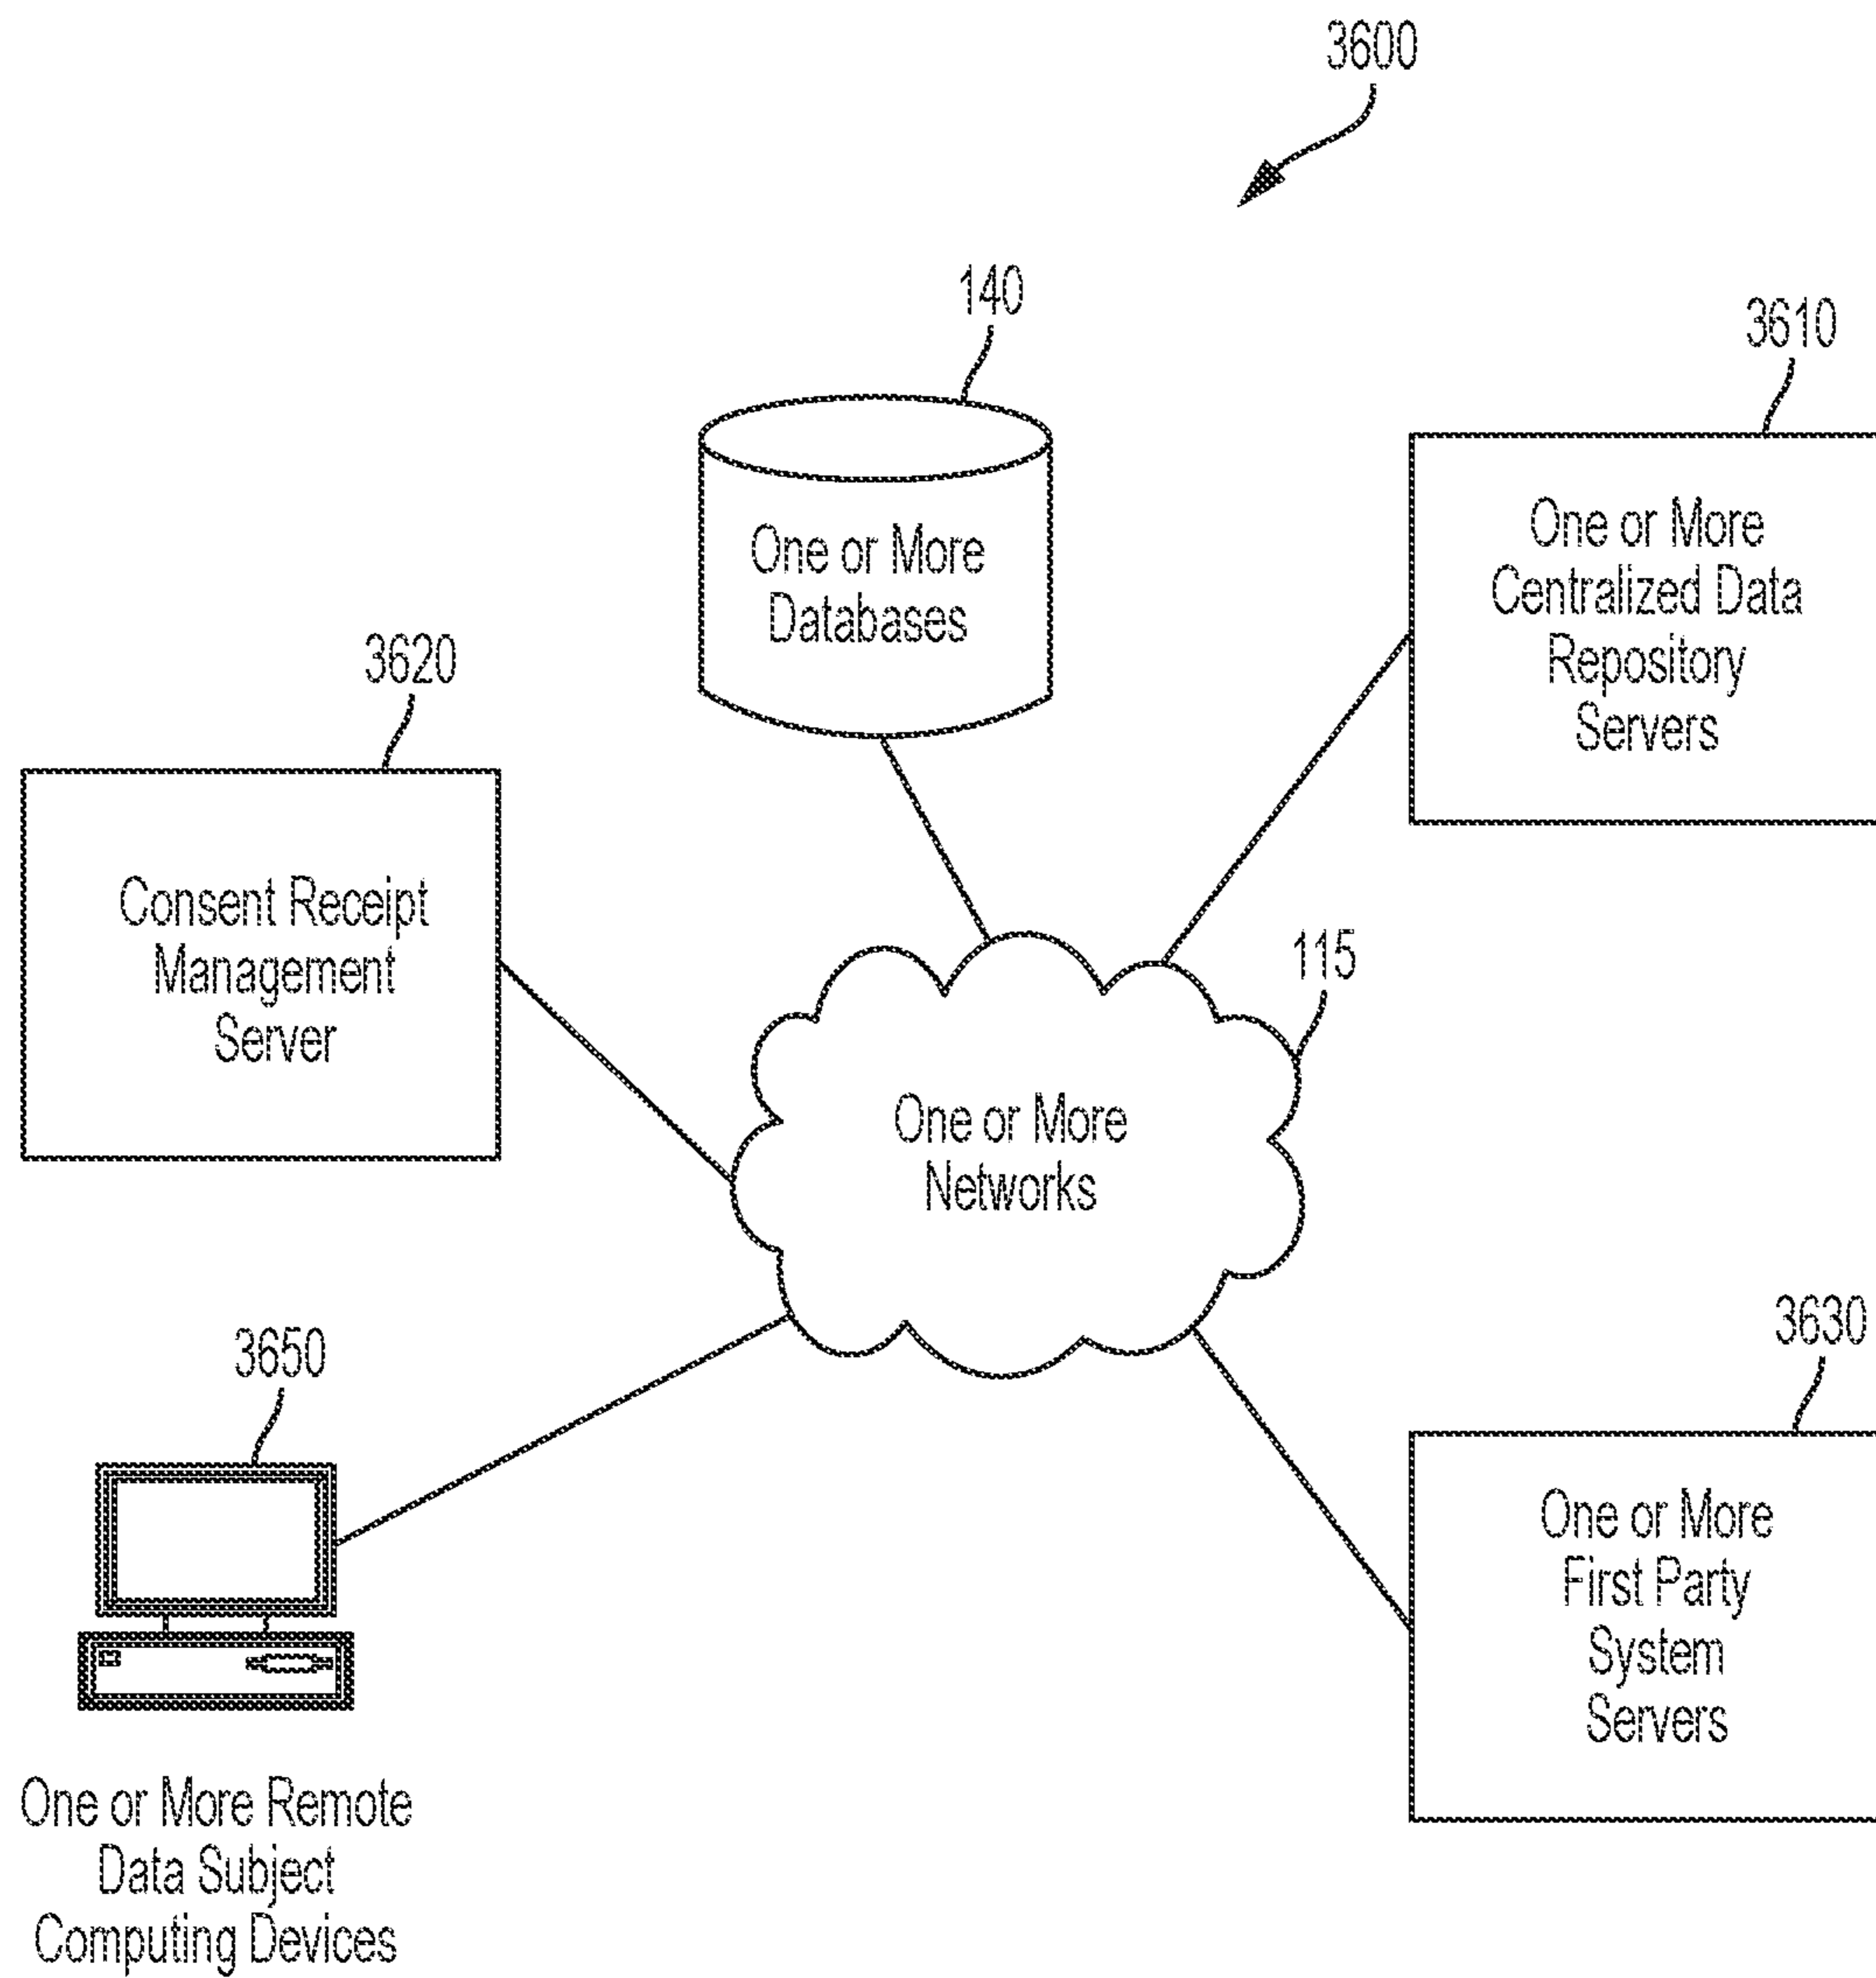 3600
140
One or More
Databases
3610
One or More
Centralized Data
Repository
Servers
3620
Consent Receipt
Management
Server
115
One or More
Networks
3650
One or More Remote
Data Subject
Computing Devices
3630
One or More
First Party
System
Servers